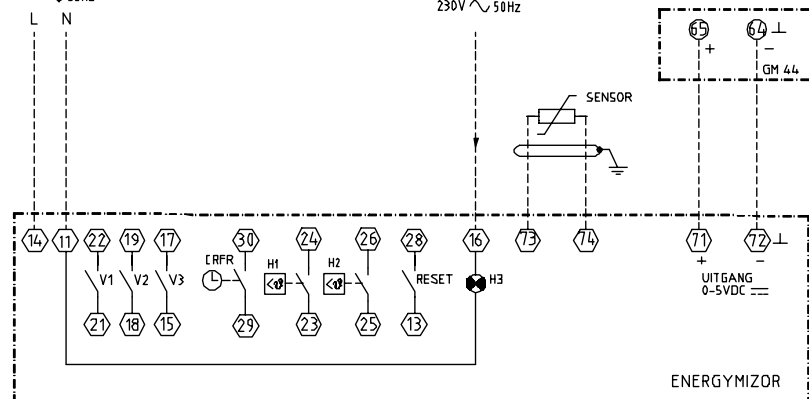 230V 50Hz
L N
65 64
+ −
GM 44
SENSOR
14 11 22 19 17 30 24 26 28 16 73 74 71 72
+ −
CRFR
V1 V2 V3 H1 H2 RESET H3
UITGANG
0-5VDC
21 18 15 29 23 25 13
ENERGYMIZOR